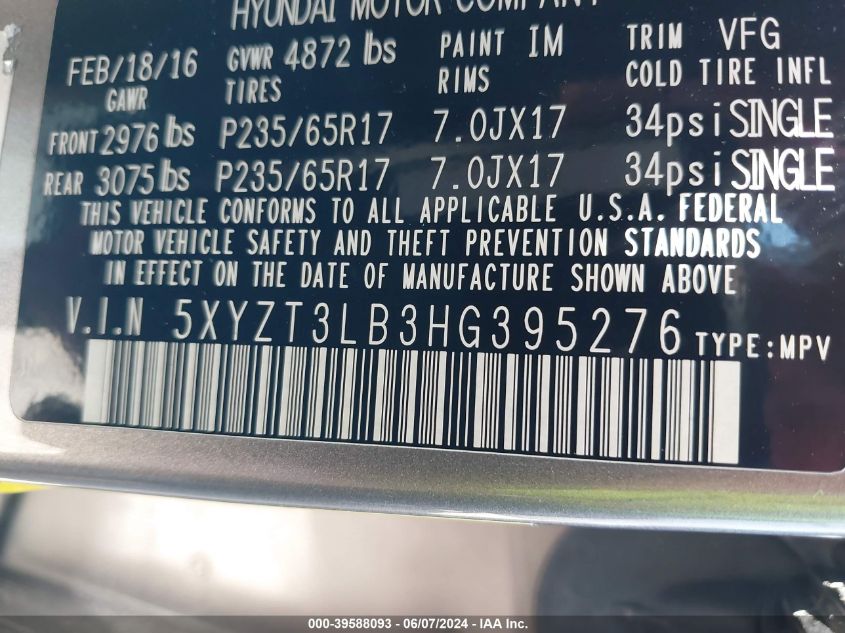 HYUNDAI MOTOR COMPANY
FEB/18/16 GVWR 4872 lbs PAINT IM TRIM VFG
GAWR TIRES RIMS COLD TIRE INFL
FRONT 2976 lbs P235/65R17 7.0JX17 34psi SINGLE
REAR 3075 lbs P235/65R17 7.0JX17 34psi SINGLE
THIS VEHICLE CONFORMS TO ALL APPLICABLE U.S.A. FEDERAL
MOTOR VEHICLE SAFETY AND THEFT PREVENTION STANDARDS
IN EFFECT ON THE DATE OF MANUFACTURE SHOWN ABOVE
V.I.N 5XYZT3LB3HG395276 TYPE:MPV
000-39588093 - 06/07/2024 - IAA Inc.